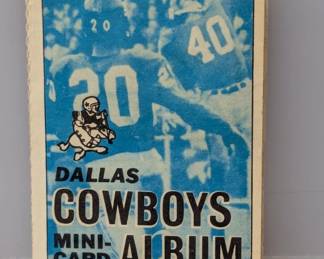 20
40
20
DALLAS
COWBOYS
MINI-
CARD
ALBUM